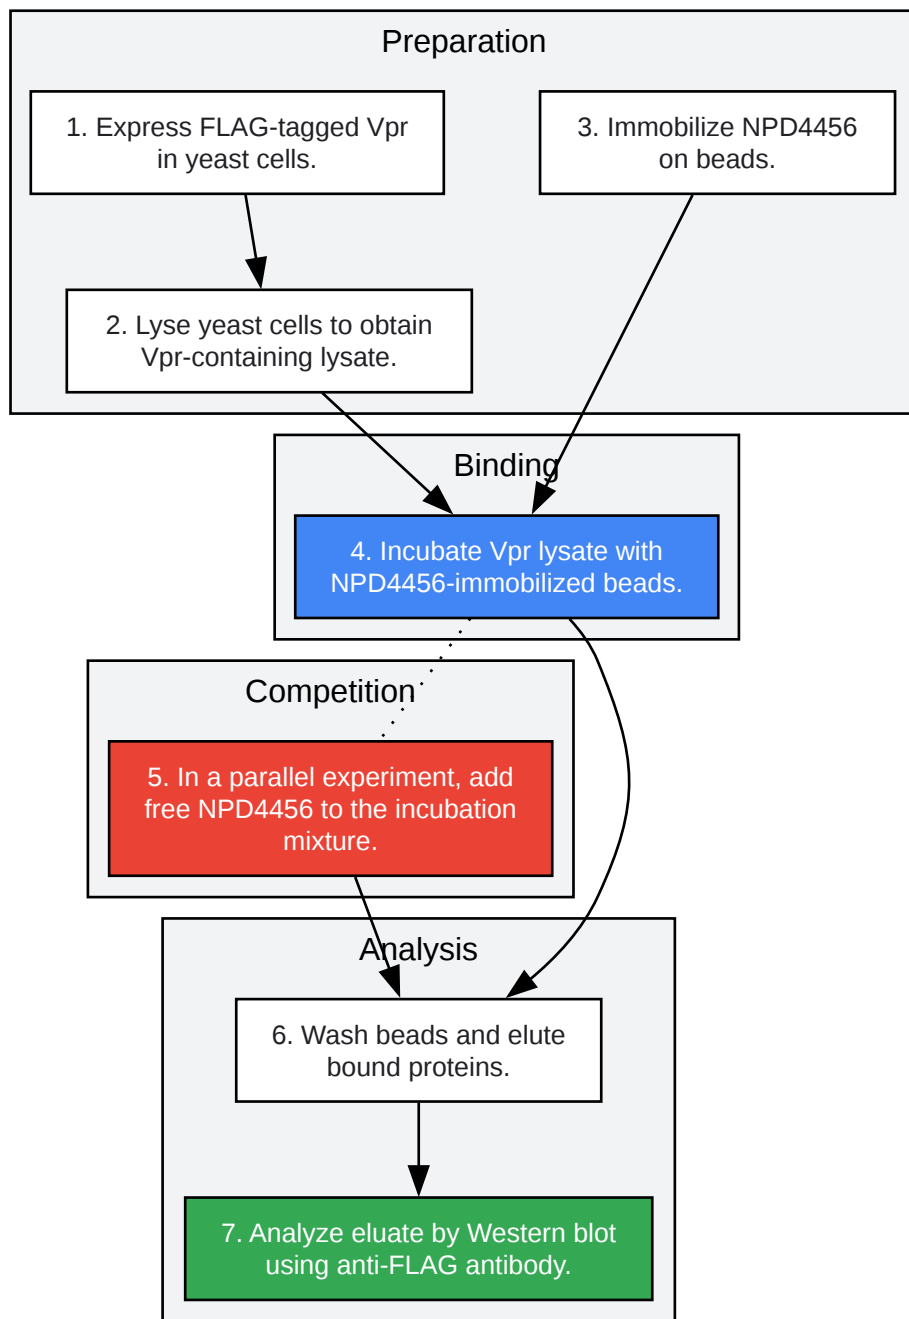 Preparation
1. Express FLAG-tagged Vpr
in yeast cells.
3. Immobilize NPD4456
on beads.
2. Lyse yeast cells to obtain
Vpr-containing lysate.
Binding
4. Incubate Vpr lysate with
NPD4456-immobilized beads.
Competition
5. In a parallel experiment, add
free NPD4456 to the incubation
mixture.
Analysis
6. Wash beads and elute
bound proteins.
7. Analyze eluate by Western blot
using anti-FLAG antibody.